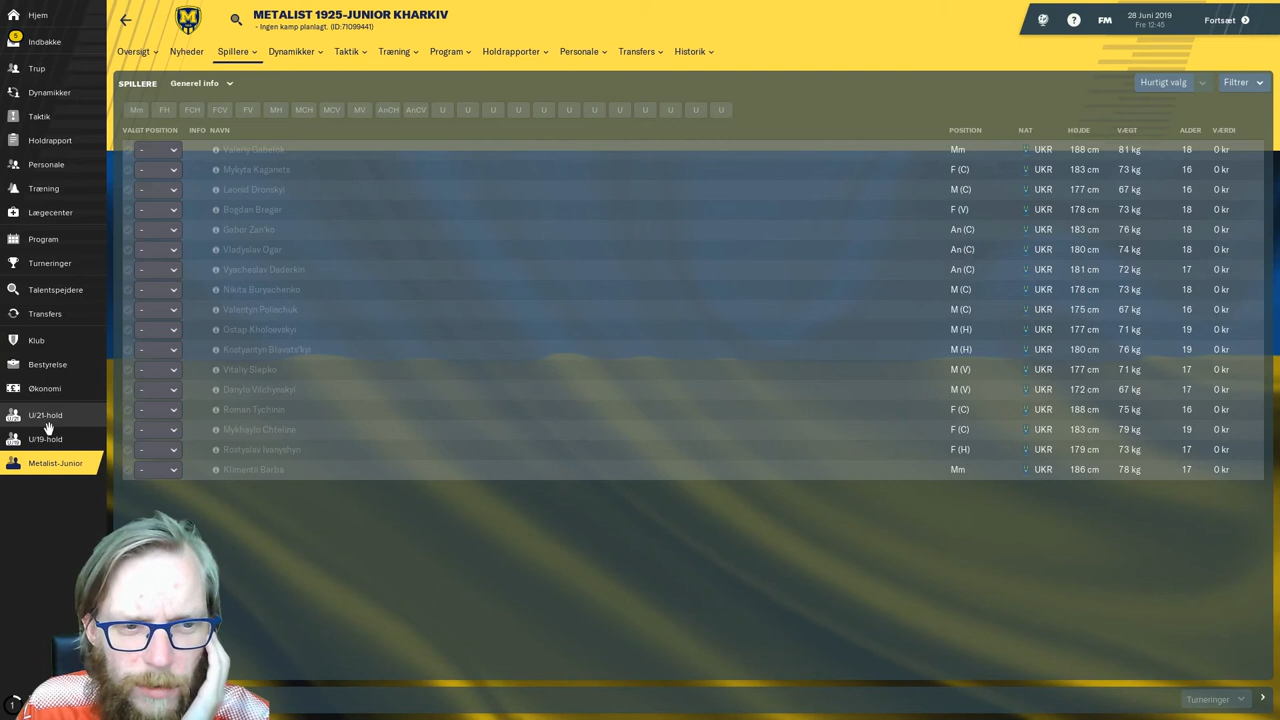 Hjem
METALIST 1925-JUNIOR KHARKIV
- Ingen kamp planlagt. (ID:71099441)
FM
28 Juni 2019
Fre 12:45
Fortsæt
5
Indbakke
Oversigt Nyheder Spillere Dynamikker Taktik Træning Program Holdrapporter Personale Transfers Historik
Trup
Dynamikker
Taktik
Holdrapport
Personale
Træning
Lægecenter
Program
Turneringer
Talentspejdere
Transfers
Klub
Bestyrelse
Økonomi
U/21-hold
U/19-hold
Metalist-Junior
SPILLERE Generel info Hurtigt valg Filtrer
Mm FH FCH FCV FV MH MCH MCV MV AnCH AnCV U U U U U U U U U U U U
VALGT POSITION INFO NAVN POSITION NAT HØJDE VÆGT ALDER VÆRDI
- Valeriy Gabelok Mm UKR 188 cm 81 kg 18 0 kr
- Mykyta Kaganets F (C) UKR 183 cm 73 kg 16 0 kr
- Leonid Dronskyi M (C) UKR 177 cm 67 kg 16 0 kr
- Bogdan Breger F (V) UKR 178 cm 73 kg 18 0 kr
- Gabor Zan'ko An (C) UKR 183 cm 76 kg 18 0 kr
- Vladyslav Ogar An (C) UKR 180 cm 74 kg 18 0 kr
- Vyacheslav Daderkin An (C) UKR 181 cm 72 kg 17 0 kr
- Nikita Buryachenko M (C) UKR 178 cm 73 kg 18 0 kr
- Valentyn Polischuk M (C) UKR 175 cm 67 kg 16 0 kr
- Ostap Kholoevskyi M (H) UKR 177 cm 71 kg 19 0 kr
- Kostyantyn Blavats'kyi M (H) UKR 180 cm 76 kg 19 0 kr
- Vitaliy Slapko M (V) UKR 177 cm 71 kg 17 0 kr
- Danylo Vilchynskyi M (V) UKR 172 cm 67 kg 17 0 kr
- Roman Tychinin F (C) UKR 188 cm 75 kg 16 0 kr
- Mykhaylo Chteline F (C) UKR 183 cm 79 kg 19 0 kr
- Rostyslav Ivanyshyn F (H) UKR 179 cm 73 kg 17 0 kr
- Klimentii Barba Mm UKR 186 cm 78 kg 17 0 kr
1
Turneringer